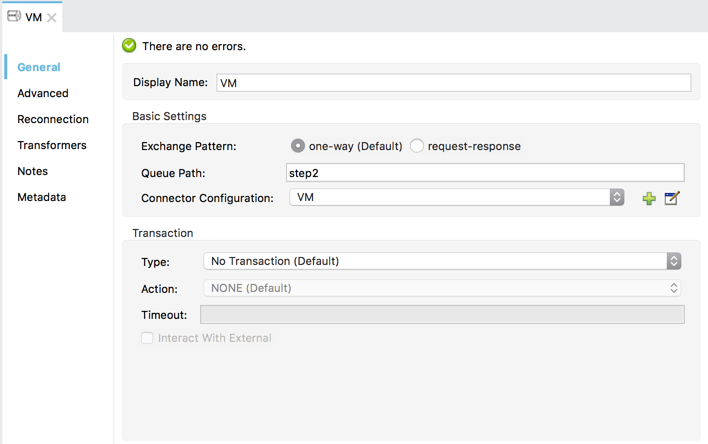 VM
General
Advanced
Reconnection
Transformers
Notes
Metadata
There are no errors.
Display Name: VM
Basic Settings
Exchange Pattern: one-way (Default) request-response
Queue Path: step2
Connector Configuration: VM
Transaction
Type: No Transaction (Default)
Action: NONE (Default)
Timeout:
Interact With External